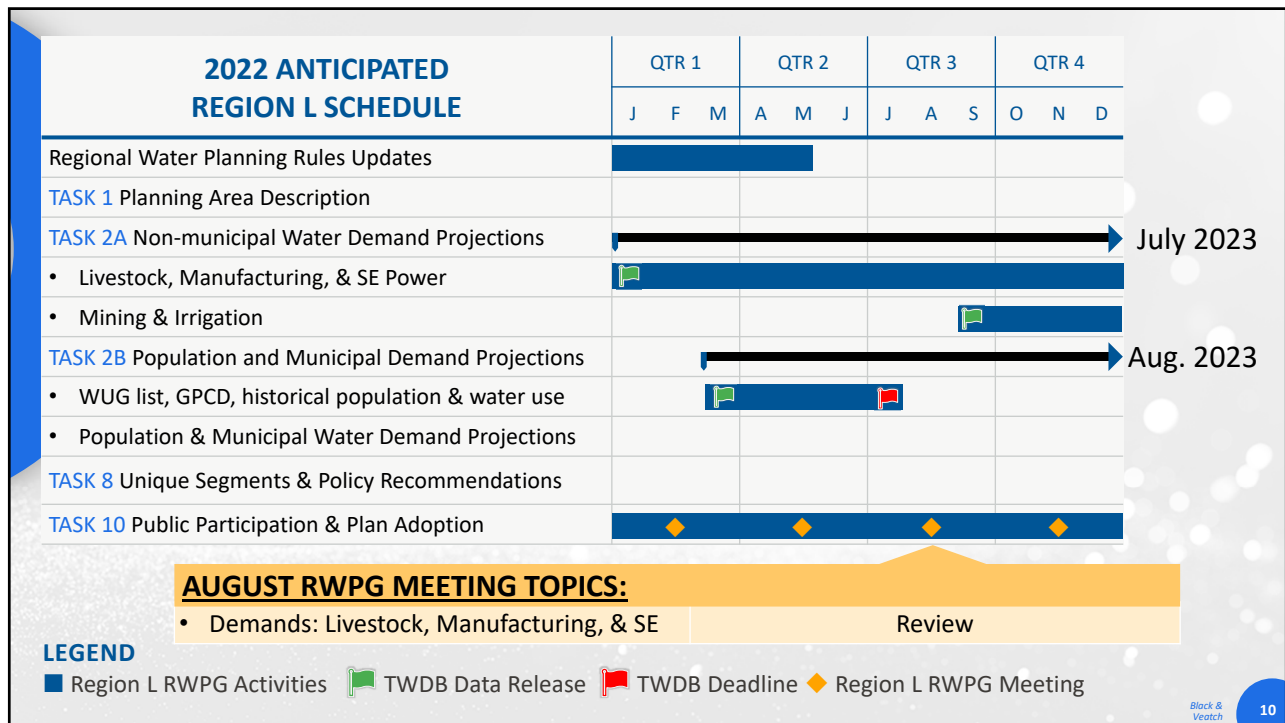 2022 ANTICIPATED
REGION L SCHEDULE
QTR 1 QTR 2 QTR 3 QTR 4
J F M A M J J A S O N D
Regional Water Planning Rules Updates
TASK 1 Planning Area Description
TASK 2A Non-municipal Water Demand Projections
July 2023
• Livestock, Manufacturing, & SE Power
• Mining & Irrigation
TASK 2B Population and Municipal Demand Projections
Aug. 2023
• WUG list, GPCD, historical population & water use
• Population & Municipal Water Demand Projections
TASK 8 Unique Segments & Policy Recommendations
TASK 10 Public Participation & Plan Adoption
AUGUST RWPG MEETING TOPICS:
• Demands: Livestock, Manufacturing, & SE Review
LEGEND
Region L RWPG Activities TWDB Data Release TWDB Deadline Region L RWPG Meeting
Black &
Veatch
10